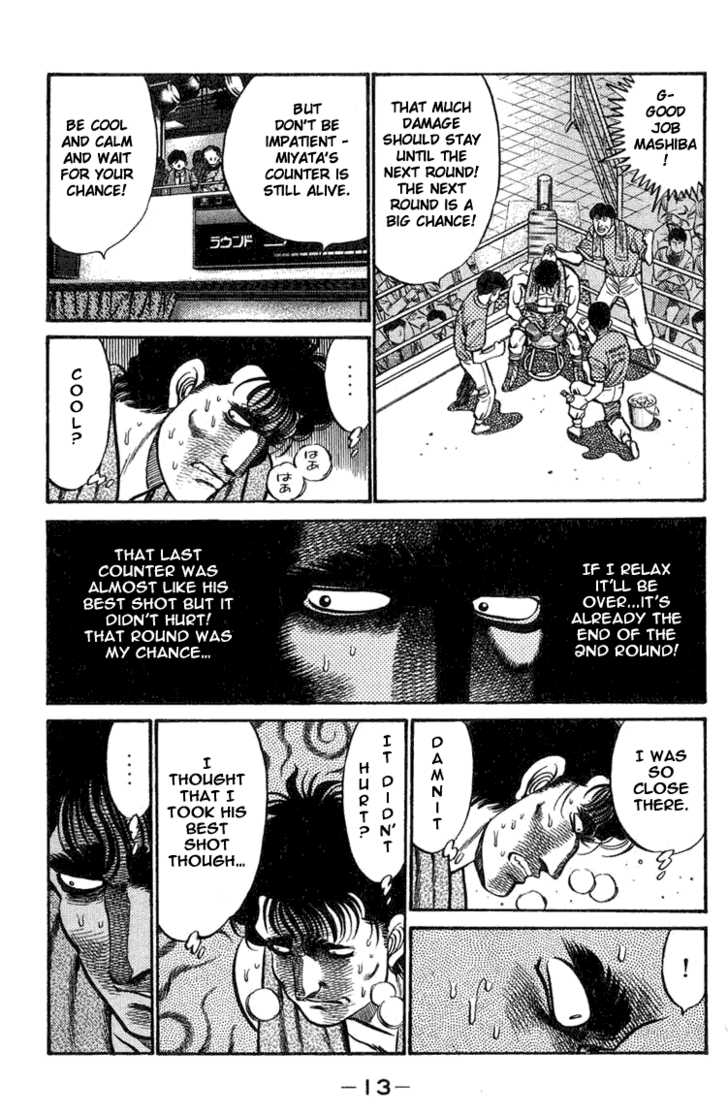 G-
GOOD
JOB
MASHIBA
!
THAT MUCH
DAMAGE
SHOULD STAY
UNTIL THE
NEXT ROUND!
THE NEXT
ROUND IS A
BIG CHANCE!
BUT
DON'T BE
IMPATIENT -
MIYATA'S
COUNTER IS
STILL ALIVE.
BE COOL
AND CALM
AND WAIT
FOR YOUR
CHANCE!
ラウンド
...
はぁ
はぁ
COOL?
IF I RELAX
IT'LL BE
OVER...IT'S
ALREADY THE
END OF THE
2ND ROUND!
THAT LAST
COUNTER WAS
ALMOST LIKE HIS
BEST SHOT BUT IT
DIDN'T HURT!
THAT ROUND WAS
MY CHANCE...
I WAS
SO
CLOSE
THERE.
DAMNIT
!
IT DIDN'T
HURT?
I
THOUGHT
THAT I
TOOK HIS
BEST
SHOT
THOUGH...
....
-13-